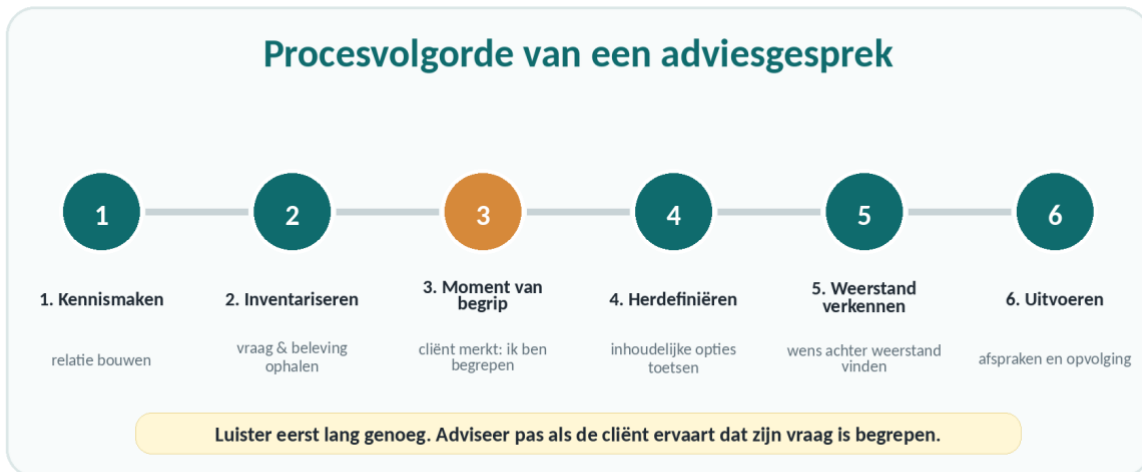 Procesvolgorde van een adviesgesprek
1
2
3
4
5
6
1. Kennismaken
relatie bouwen
2. Inventariseren
vraag & beleving
ophalen
3. Moment van
begrip
cliënt merkt: ik ben
begrepen
4. Herdefiniëren
inhoudelijke opties
toetsen
5. Weerstand
verkennen
wens achter weerstand
vinden
6. Uitvoeren
afspraken en opvolging
Luister eerst lang genoeg. Adviseer pas als de cliënt ervaart dat zijn vraag is begrepen.